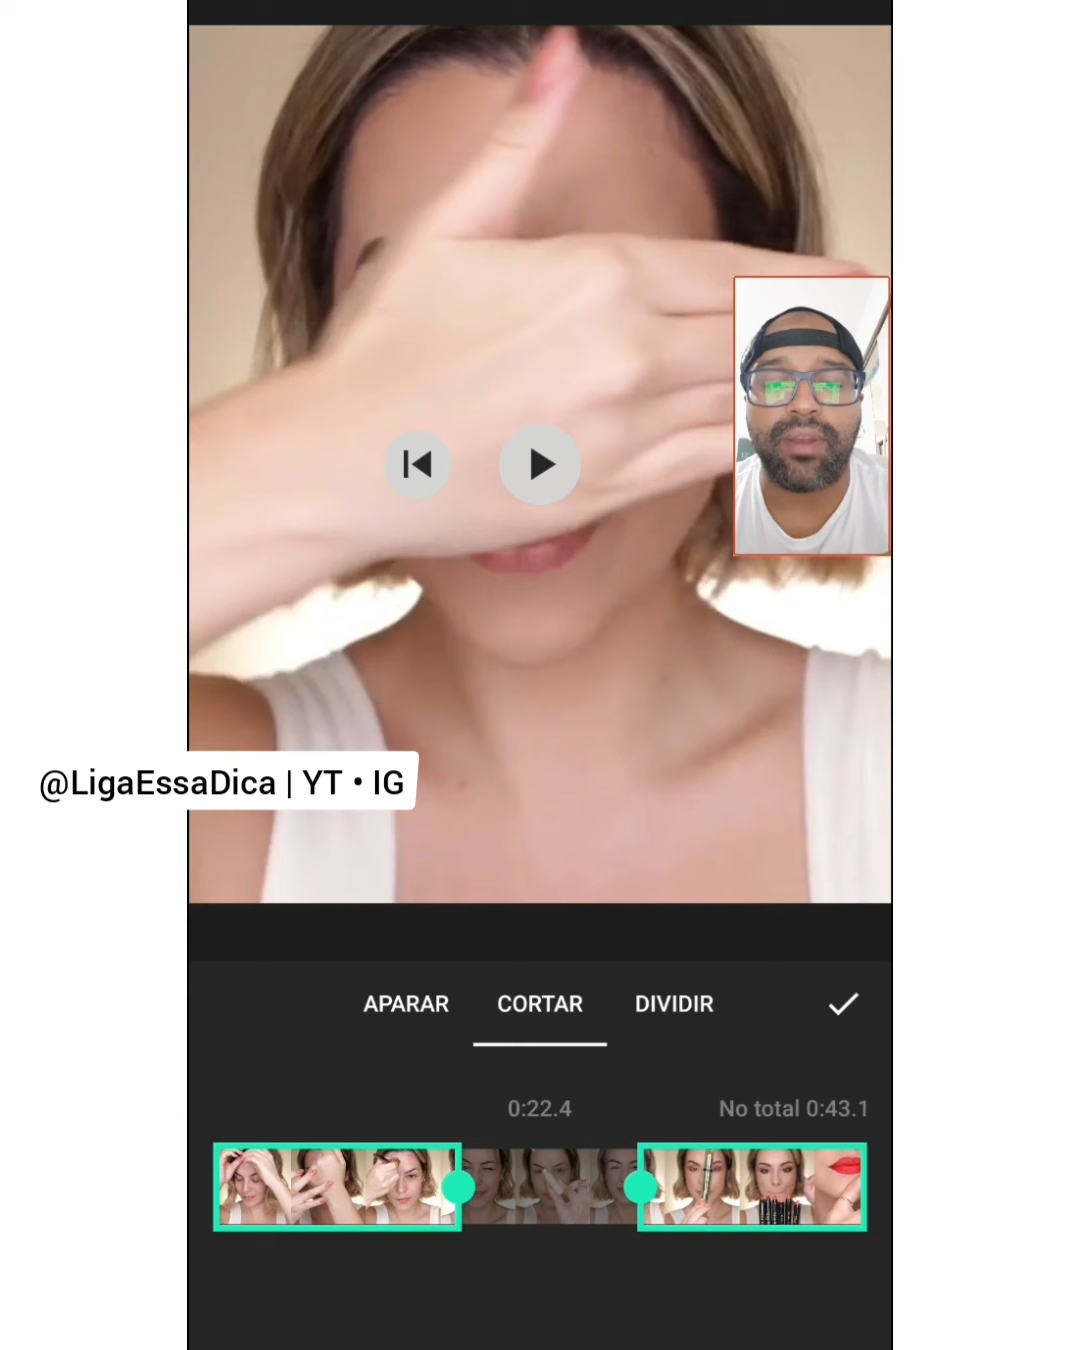 @LigaEssaDica | YT • IG
APARAR
CORTAR
DIVIDIR
0:22.4
No total 0:43.1